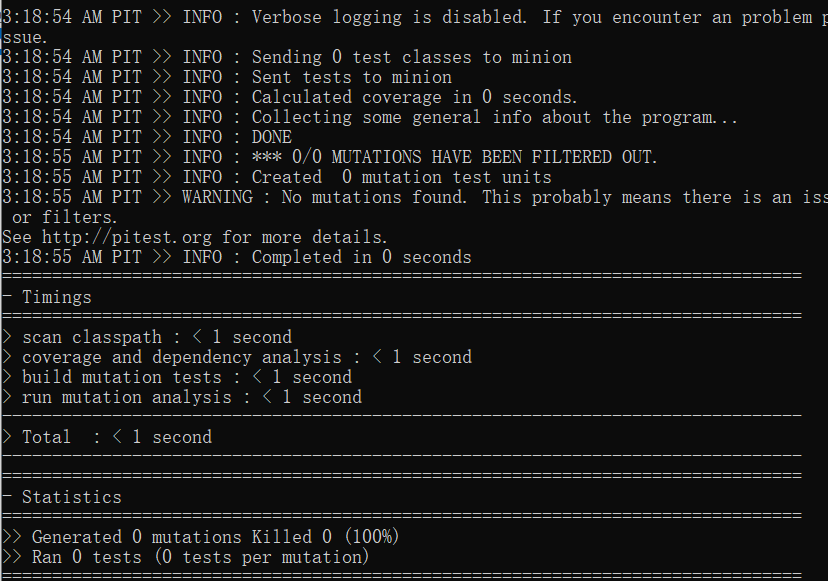 3:18:54 AM PIT >> INFO : Verbose logging is disabled. If you encounter an problem p
ssue.
3:18:54 AM PIT >> INFO : Sending 0 test classes to minion
3:18:54 AM PIT >> INFO : Sent tests to minion
3:18:54 AM PIT >> INFO : Calculated coverage in 0 seconds.
3:18:54 AM PIT >> INFO : Collecting some general info about the program...
3:18:54 AM PIT >> INFO : DONE
3:18:55 AM PIT >> INFO : *** 0/0 MUTATIONS HAVE BEEN FILTERED OUT.
3:18:55 AM PIT >> INFO : Created  0 mutation test units
3:18:55 AM PIT >> WARNING : No mutations found. This probably means there is an iss
 or filters.
See http://pitest.org for more details.
3:18:55 AM PIT >> INFO : Completed in 0 seconds
================================================================================
- Timings
================================================================================
> scan classpath : < 1 second
> coverage and dependency analysis : < 1 second
> build mutation tests : < 1 second
> run mutation analysis : < 1 second
--------------------------------------------------------------------------------
> Total  : < 1 second
--------------------------------------------------------------------------------
================================================================================
- Statistics
================================================================================
>> Generated 0 mutations Killed 0 (100%)
>> Ran 0 tests (0 tests per mutation)
================================================================================